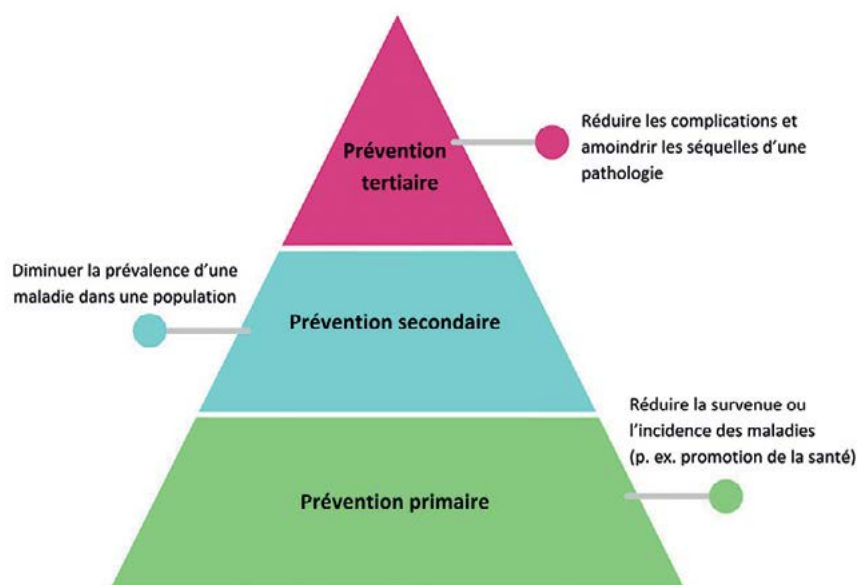 Prévention
tertiaire
Réduire les complications et
amoindrir les séquelles d’une
pathologie
Diminuer la prévalence d’une
maladie dans une population
Prévention secondaire
Réduire la survenue ou
l’incidence des maladies
(p. ex. promotion de la santé)
Prévention primaire